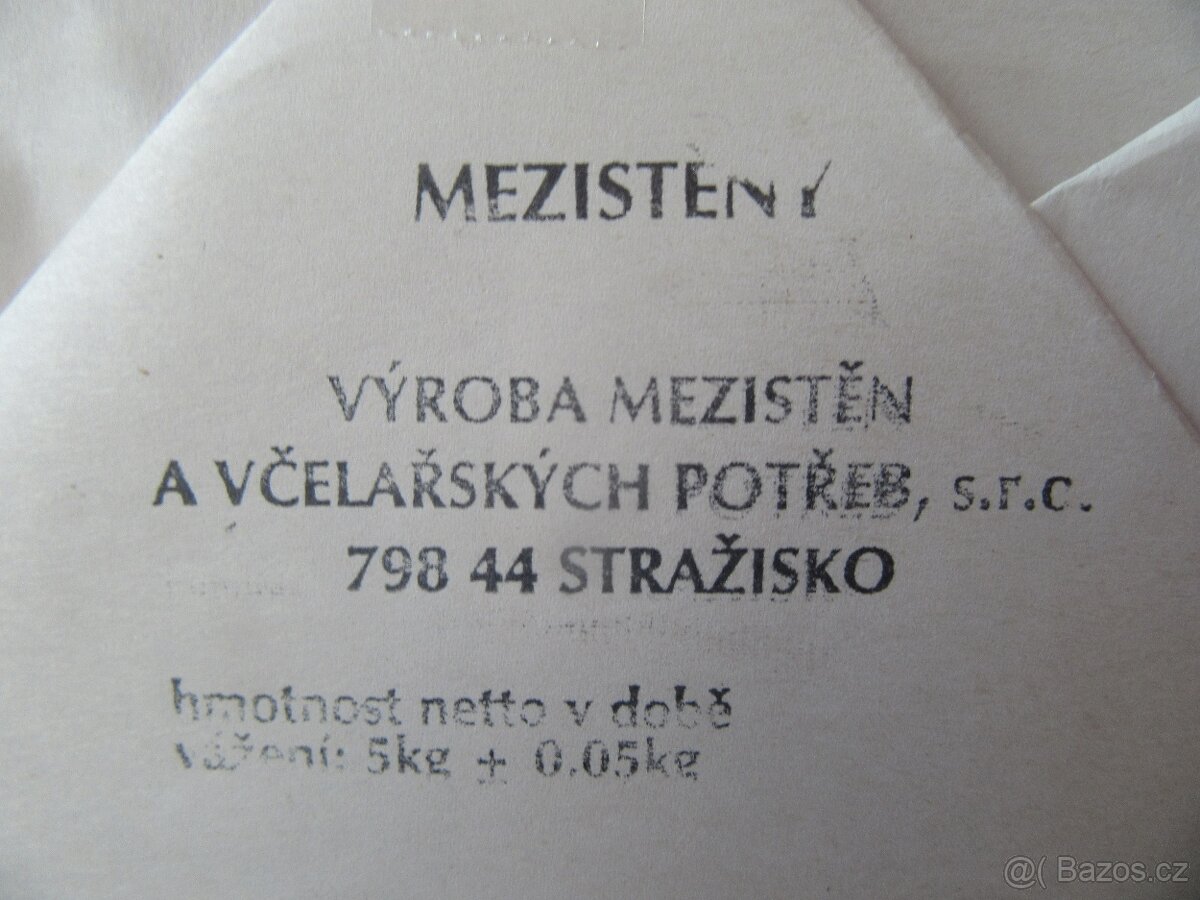 MEZISTĚNY
VÝROBA MEZISTĚN
A VČELAŘSKÝCH POTŘEB, s.r.o.
798 44 STRAŽISKO
hmotnost netto v době
vážení: 5kg ± 0.05kg
@( Bazos.cz